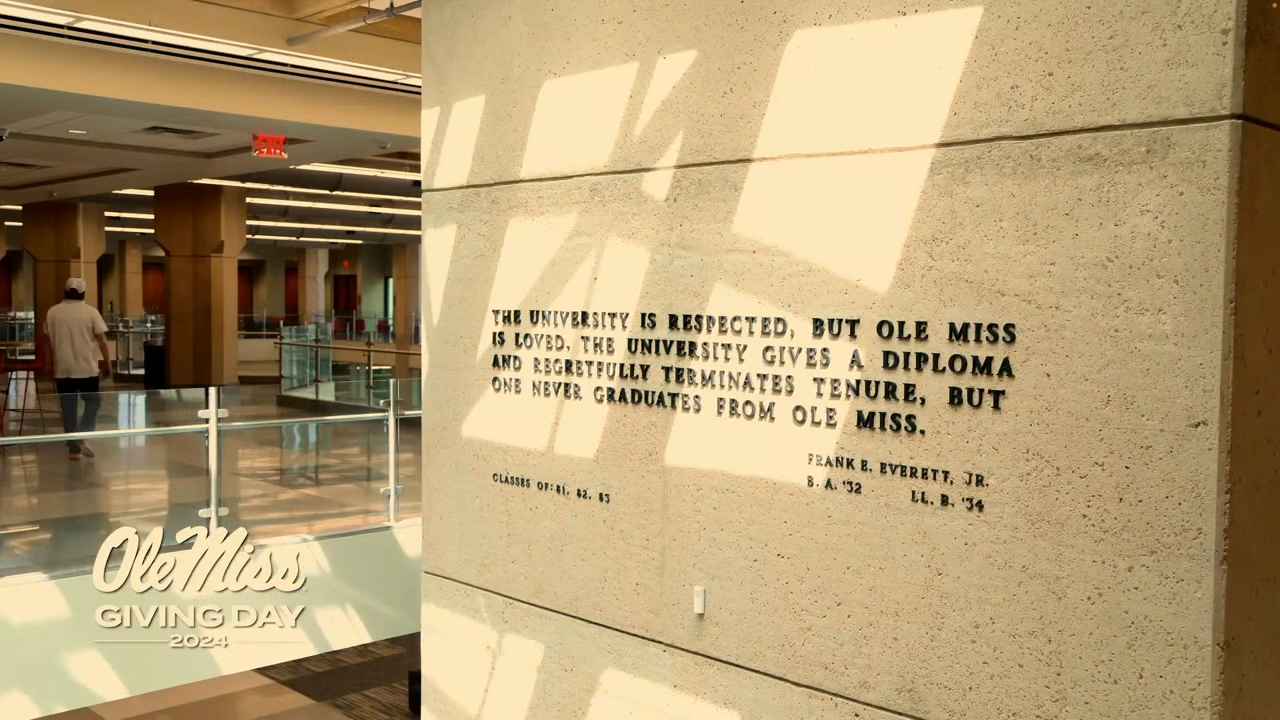 EXIT
THE UNIVERSITY IS RESPECTED, BUT OLE MISS
IS LOVED. THE UNIVERSITY GIVES A DIPLOMA
AND REGRETFULLY TERMINATES TENURE, BUT
ONE NEVER GRADUATES FROM OLE MISS.
FRANK E. EVERETT, JR.
B. A. '32 LL. B. '34
CLASSES OF: 81, 82, 83
Ole Miss
GIVING DAY
2024